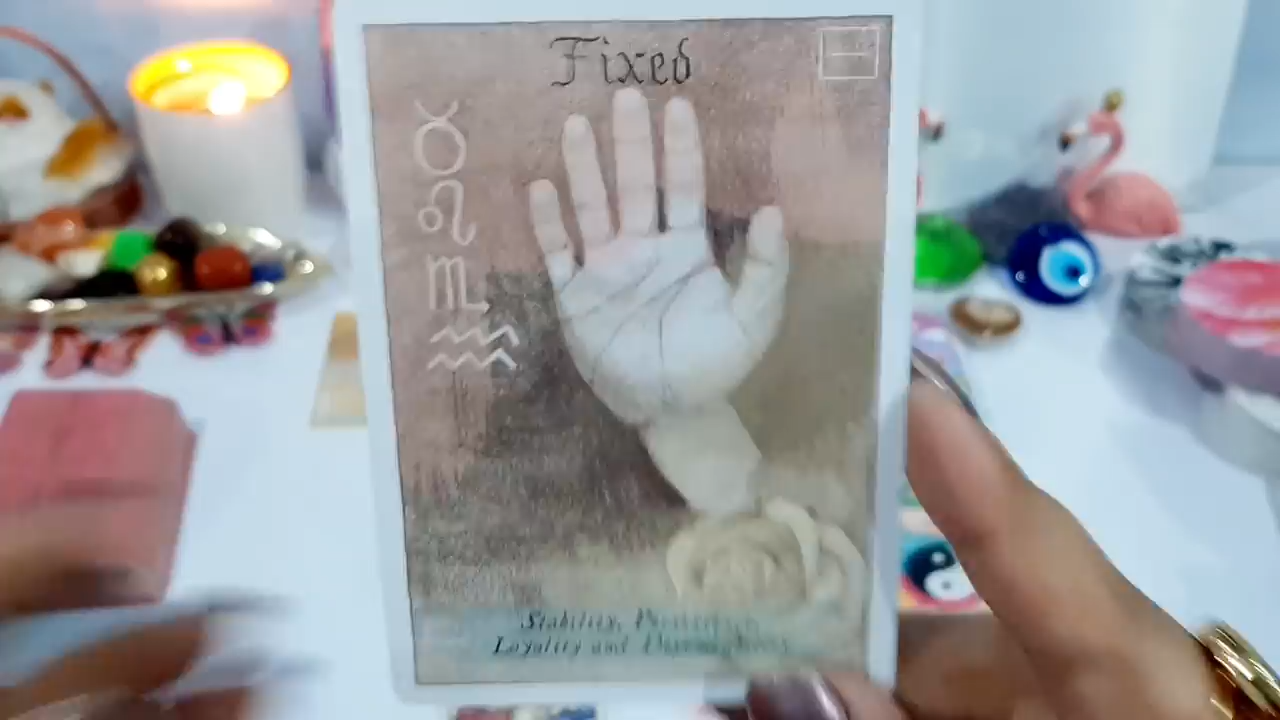 Fixed
♉
♌
♏
♒
Stability,
Loyalty and